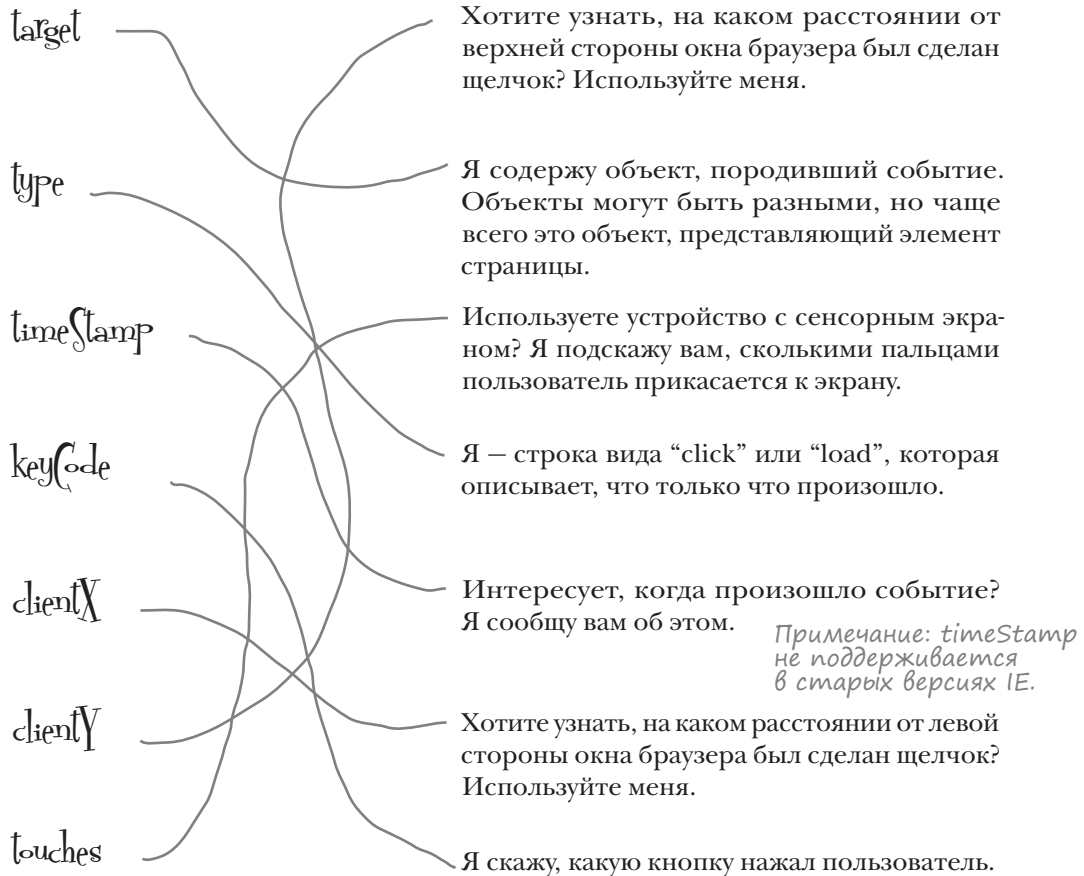 target
Хотите узнать, на каком расстоянии от
верхней стороны окна браузера был сделан
щелчок? Используйте меня.
type
Я содержу объект, породивший событие.
Объекты могут быть разными, но чаще
всего это объект, представляющий элемент
страницы.
timeStamp
Используете устройство с сенсорным экра-
ном? Я подскажу вам, сколькими пальцами
пользователь прикасается к экрану.
keyCode
Я — строка вида “click” или “load”, которая
описывает, что только что произошло.
clientX
Интересует, когда произошло событие?
Я сообщу вам об этом.
Примечание: timeStamp
не поддерживается
в старых версиях IE.
clientY
Хотите узнать, на каком расстоянии от левой
стороны окна браузера был сделан щелчок?
Используйте меня.
touches
Я скажу, какую кнопку нажал пользователь.